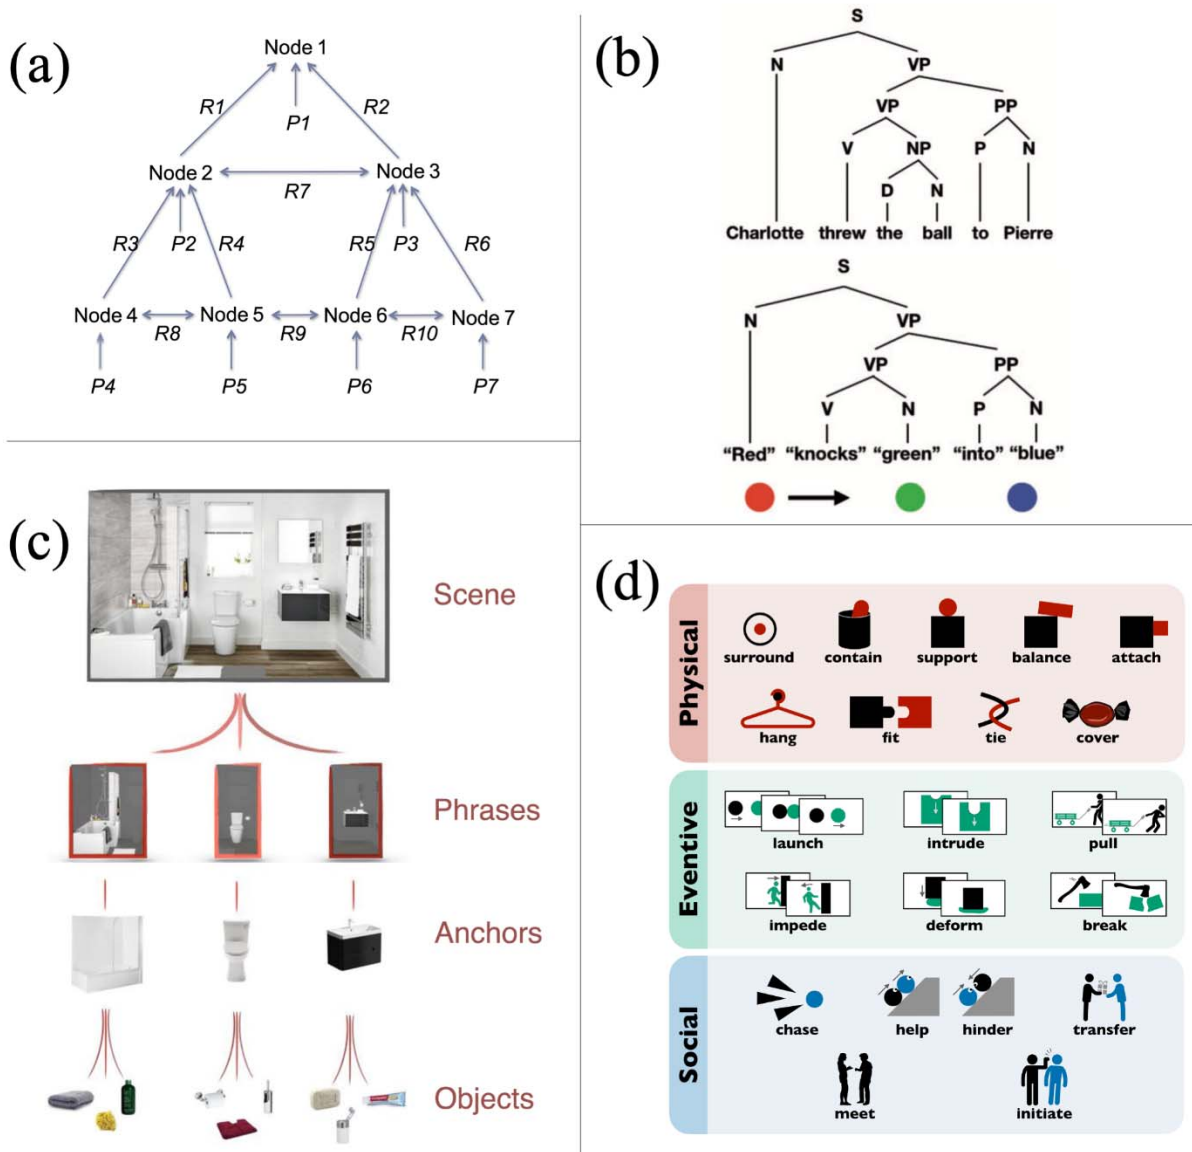 (a)
Node 1
R1
P1
R2
Node 2
R7
Node 3
R3
P2
R4
R5
P3
R6
Node 4
R8
Node 5
R9
Node 6
R10
Node 7
P4
P5
P6
P7
(b)
S
N VP
VP PP
V NP P N
D N
Charlotte threw the ball to Pierre
S
N VP
VP PP
V N P N
“Red” “knocks” “green” “into” “blue”
(c)
Scene
Phrases
Anchors
Objects
(d)
Physical
surround contain support balance attach
hang fit tie cover
Eventive
launch intrude pull
impede deform break
Social
chase help hinder transfer
meet initiate